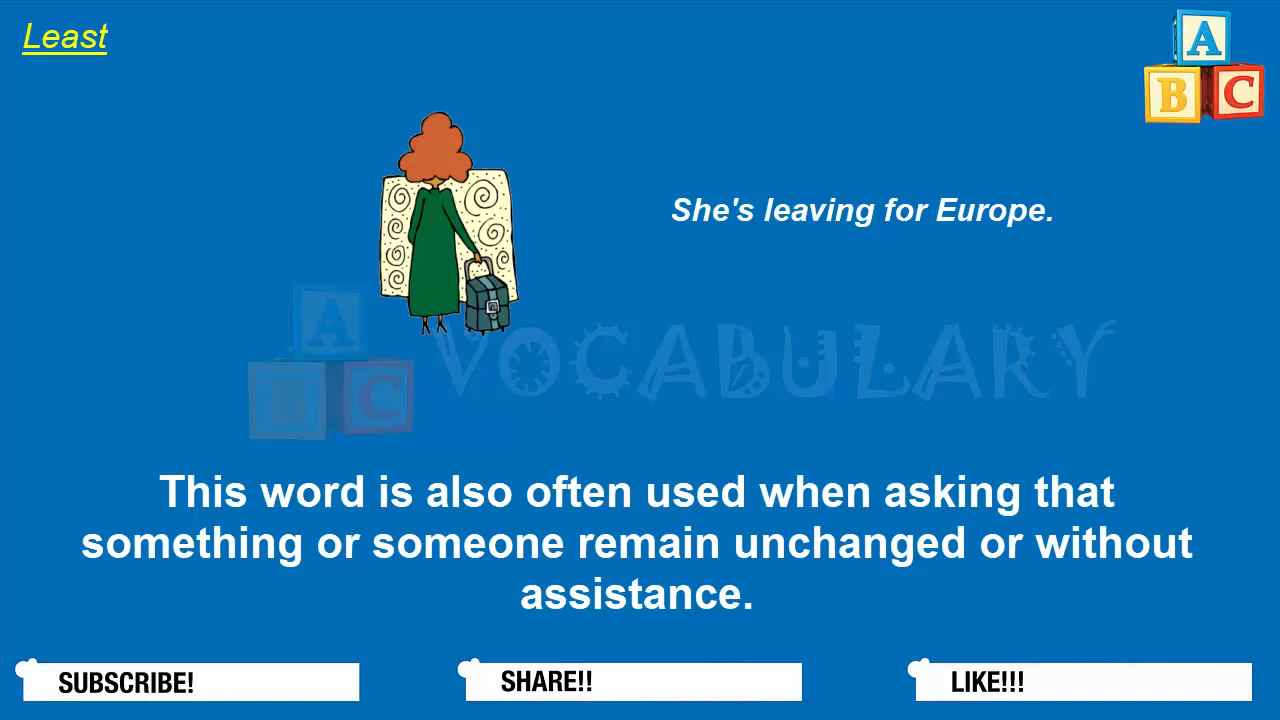 Least
A
B C
She's leaving for Europe.
A
B C
VOCABULARY
This word is also often used when asking that
something or someone remain unchanged or without
assistance.
SUBSCRIBE!
SHARE!!
LIKE!!!